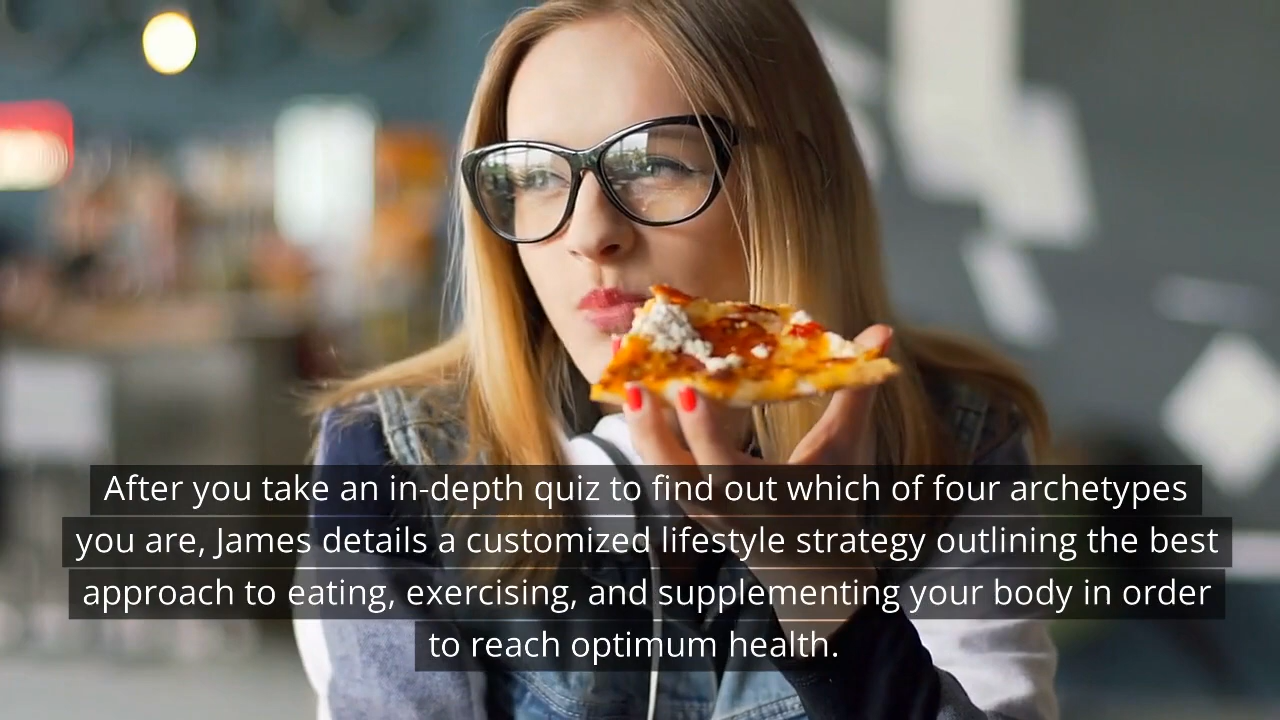 After you take an in-depth quiz to find out which of four archetypes
you are, James details a customized lifestyle strategy outlining the best
approach to eating, exercising, and supplementing your body in order
to reach optimum health.